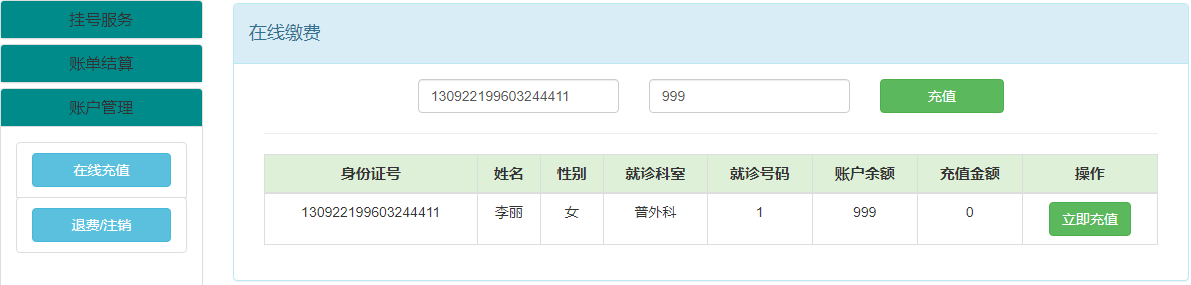 挂号服务
账单结算
账户管理
在线充值
退费/注销
在线缴费
130922199603244411 999 充值
身份证号 姓名 性别 就诊科室 就诊号码 账户余额 充值金额 操作
130922199603244411 李丽 女 普外科 1 999 0 立即充值